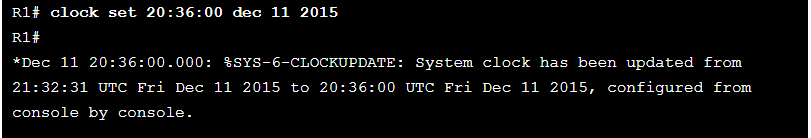 R1# clock set 20:36:00 dec 11 2015
R1#
*Dec 11 20:36:00.000: %SYS-6-CLOCKUPDATE: System clock has been updated from
21:32:31 UTC Fri Dec 11 2015 to 20:36:00 UTC Fri Dec 11 2015, configured from
console by console.